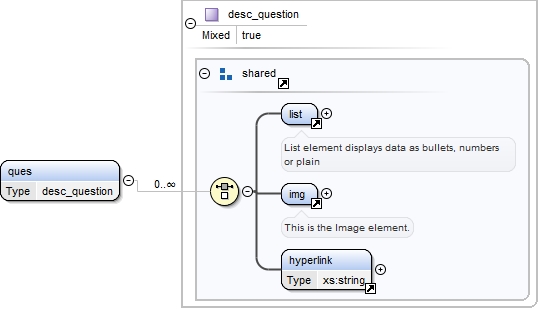 desc_question
Mixed true
shared
list
List element displays data as bullets, numbers
or plain
ques
Type desc_question
0..∞
img
This is the Image element.
hyperlink
Type xs:string